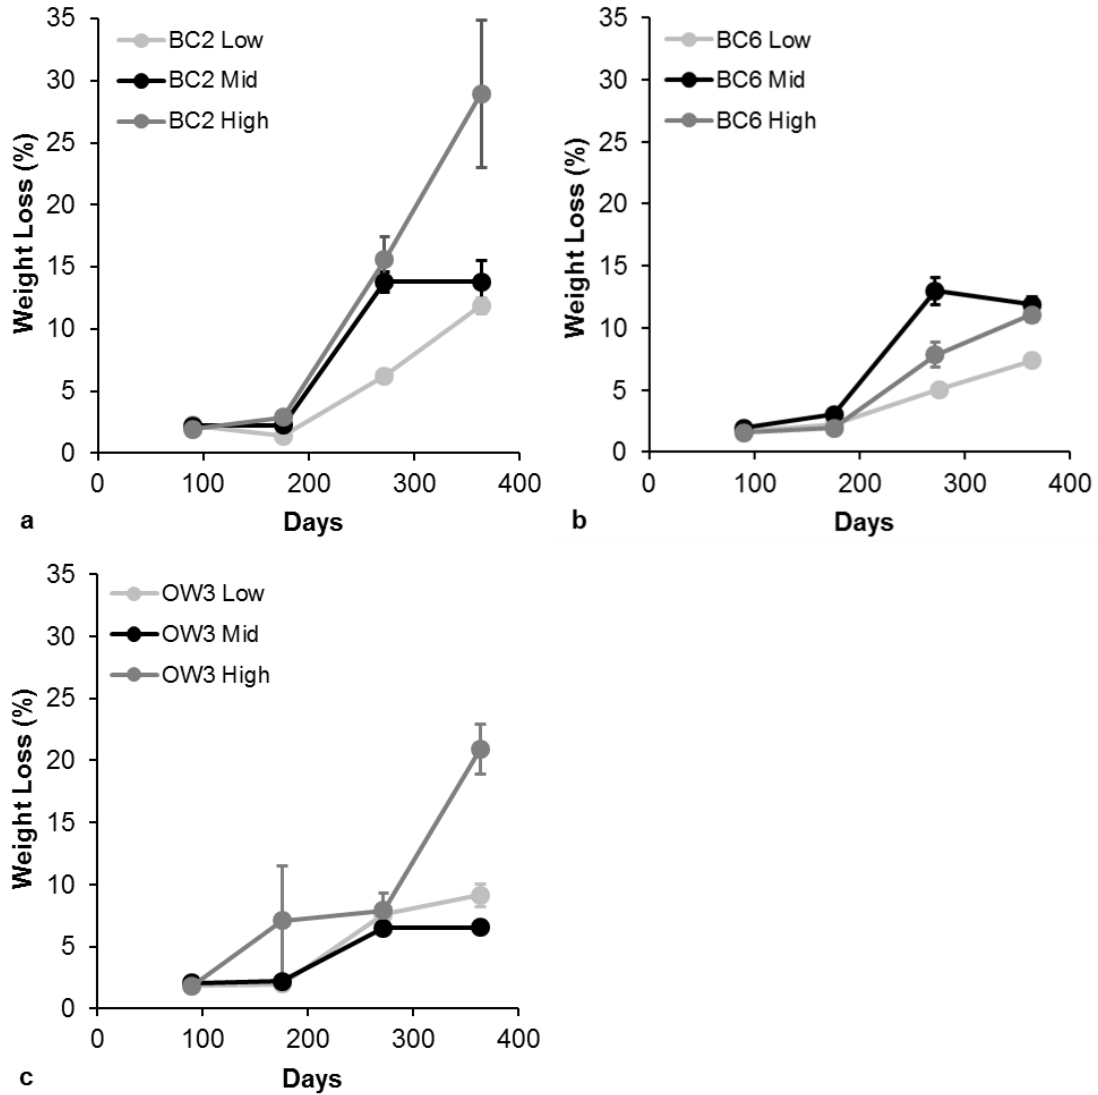 35
30
25
20
15
10
5
0
Weight Loss (%)
BC2 Low
BC2 Mid
BC2 High
0 100 200 300 400
Days
a
35
30
25
20
15
10
5
0
Weight Loss (%)
BC6 Low
BC6 Mid
BC6 High
0 100 200 300 400
Days
b
35
30
25
20
15
10
5
0
Weight Loss (%)
OW3 Low
OW3 Mid
OW3 High
0 100 200 300 400
Days
c